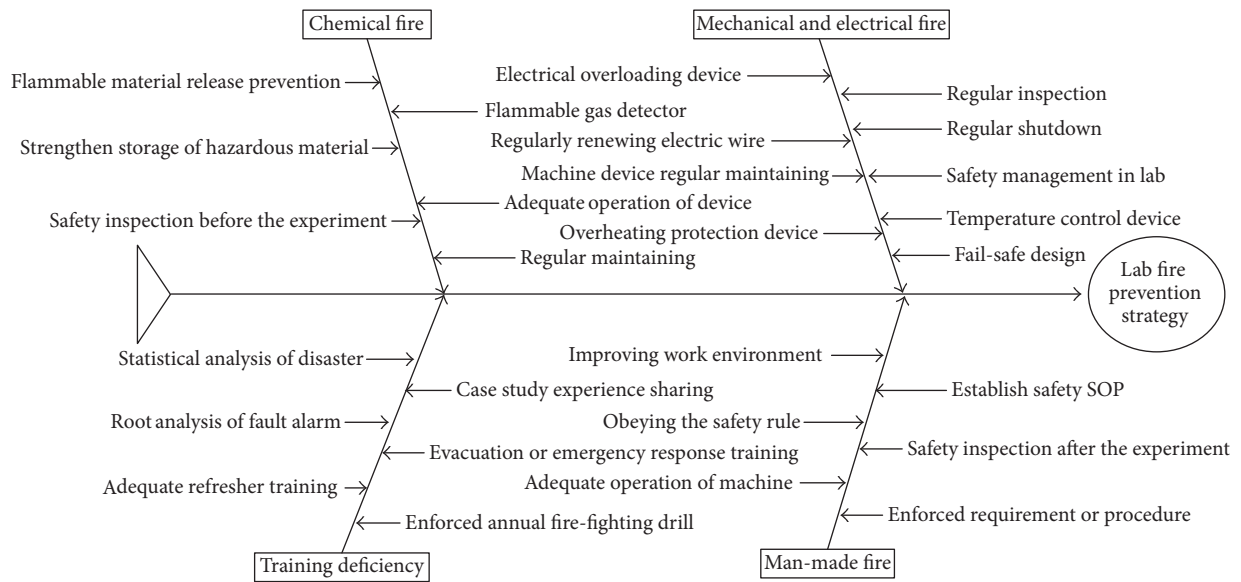 Chemical fire
Mechanical and electrical fire
Flammable material release prevention
Flammable gas detector
Strengthen storage of hazardous material
Adequate operation of device
Safety inspection before the experiment
Regular maintaining
Electrical overloading device
Regular inspection
Regular shutdown
Regularly renewing electric wire
Machine device regular maintaining
Safety management in lab
Temperature control device
Overheating protection device
Fail-safe design
Lab fire
prevention
strategy
Statistical analysis of disaster
Case study experience sharing
Root analysis of fault alarm
Evacuation or emergency response training
Adequate refresher training
Enforced annual fire-fighting drill
Training deficiency
Improving work environment
Establish safety SOP
Obeying the safety rule
Safety inspection after the experiment
Adequate operation of machine
Enforced requirement or procedure
Man-made fire